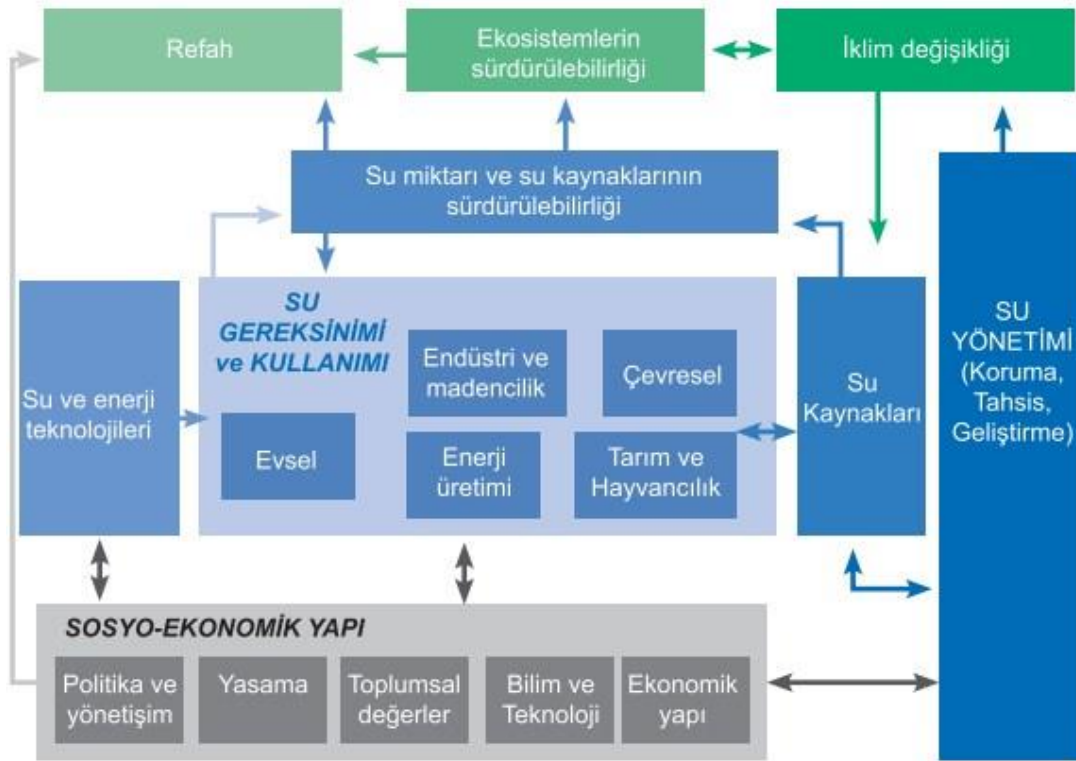 Refah
Ekosistemlerin
sürdürülebilirliği
İklim değişikliği
Su miktarı ve su kaynaklarının
sürdürülebilirliği
Su ve enerji
teknolojileri
SU
GEREKSİNİMİ
ve KULLANIMI
Evsel
Endüstri ve
madencilik
Çevresel
Enerji
üretimi
Tarım ve
Hayvancılık
Su
Kaynakları
SU
YÖNETİMİ
(Koruma,
Tahsis,
Geliştirme)
SOSYO-EKONOMİK YAPI
Politika ve
yönetişim
Yasama
Toplumsal
değerler
Bilim ve
Teknoloji
Ekonomik
yapı